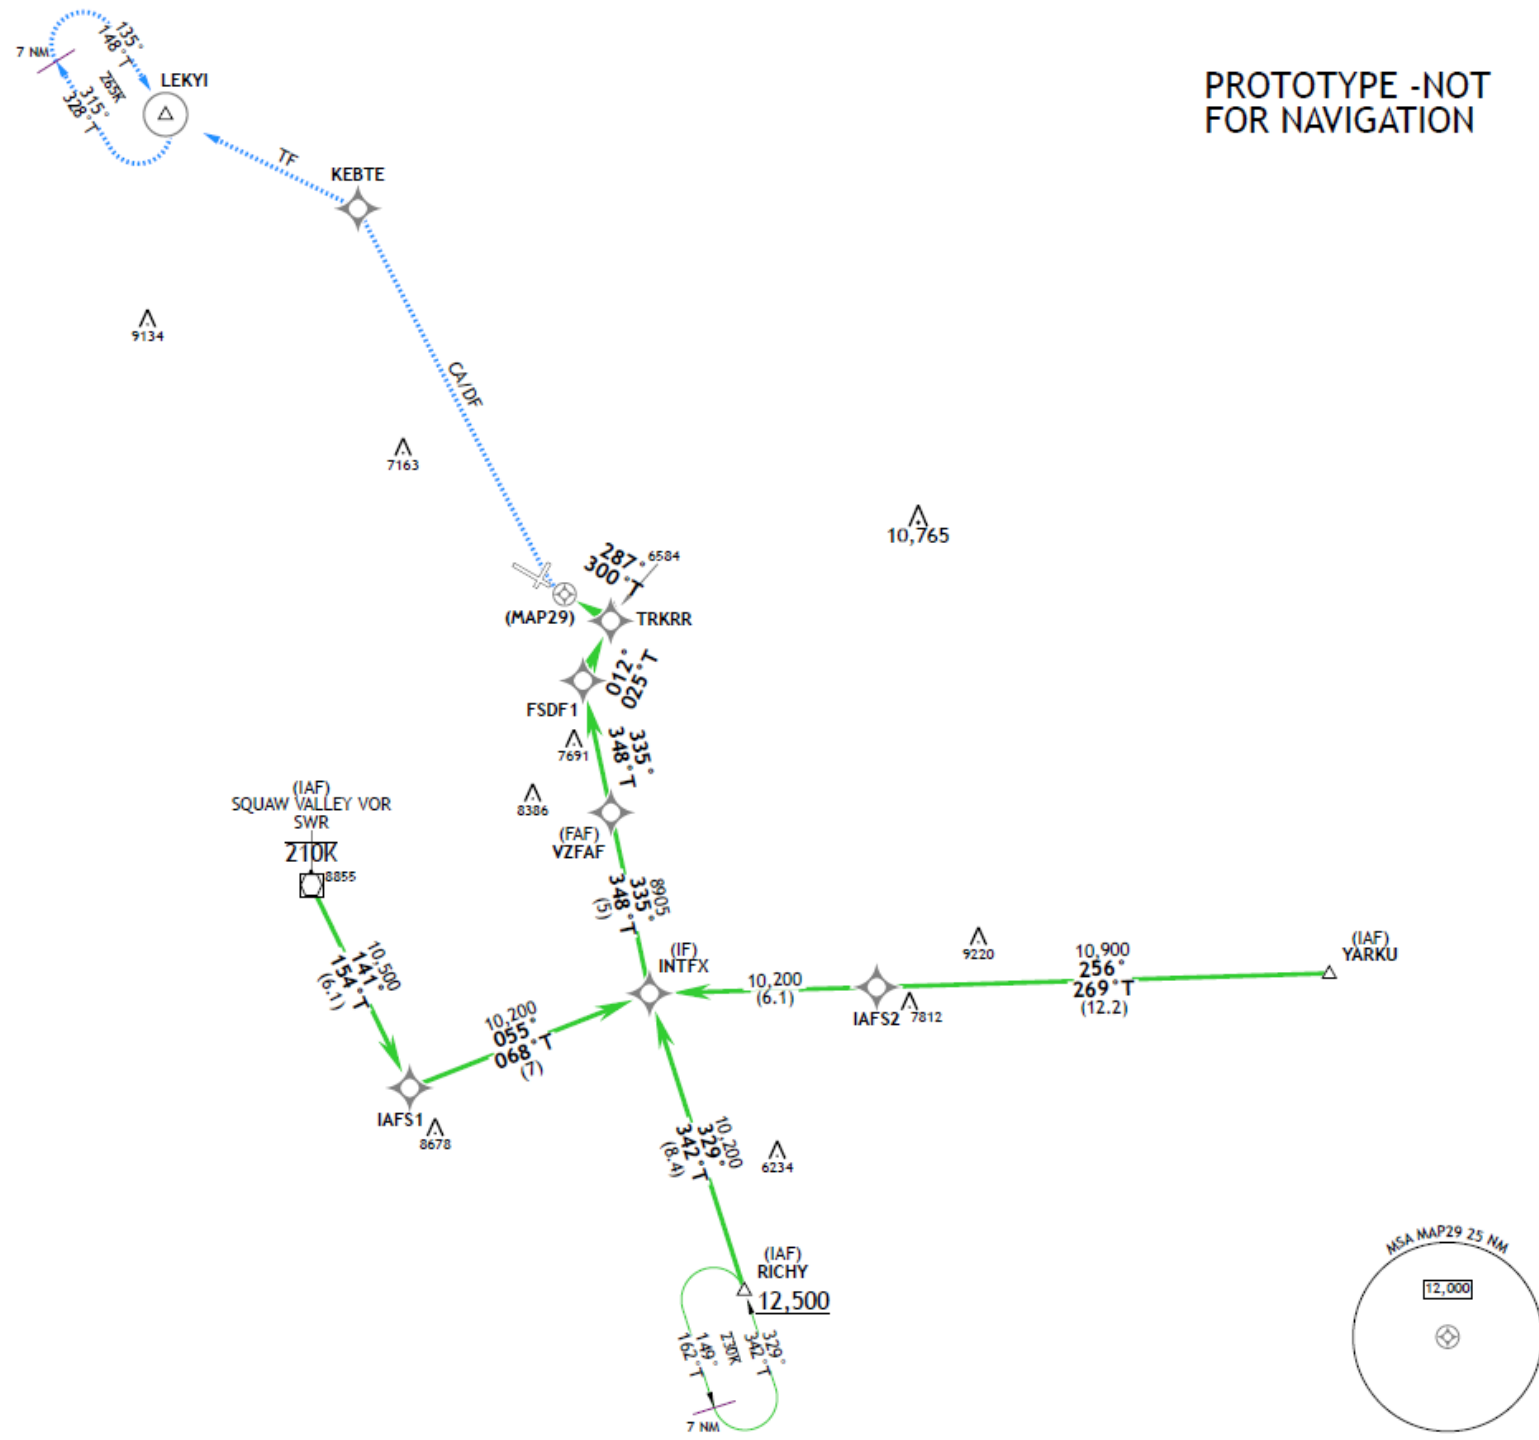 PROTOTYPE -NOT
FOR NAVIGATION
135°
148°T
7 NM
265K
315°
328°T
LEKYI
TF
KEBTE
9134
CA/DF
7163
10,765
287°
300°T
6584
(MAP29)
TRKRR
012°
025°T
FSDF1
7691
335°
348°T
8386
(FAF)
VZFAF
(IAF)
SQUAW VALLEY VOR
SWR
210K
8855
8905
335°
348°T
(5)
10,500
141°
154°T
(6.1)
(IF)
INTFX
10,200
(6.1)
9220
10,900
256°
269°T
(12.2)
(IAF)
YARKU
IAFS2
7812
10,200
055°
068°T
(7)
IAFS1
8678
10,200
329°
342°T
(8.4)
6234
(IAF)
RICHY
12,500
149°
162°T
230K
329°
342°T
7 NM
MSA MAP29 25 NM
12,000